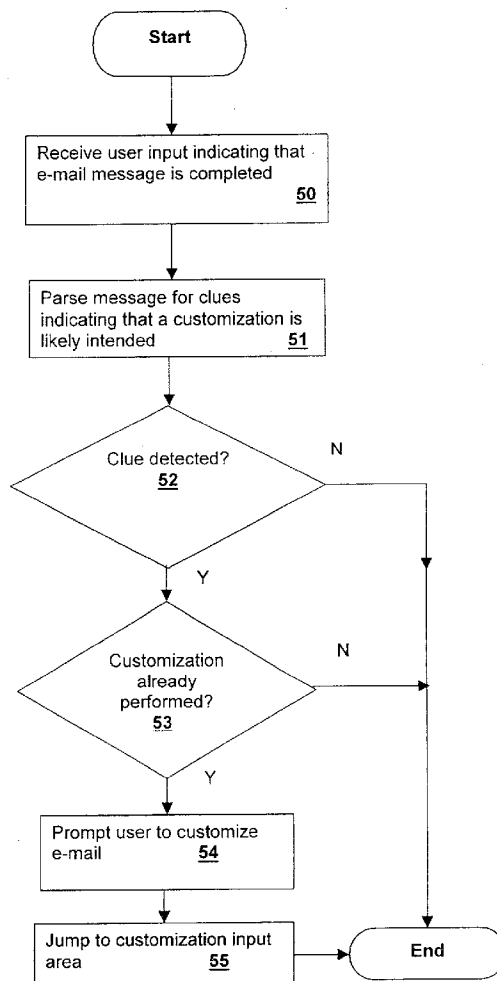 Start
Receive user input indicating that
e-mail message is completed
50
Parse message for clues
indicating that a customization is
likely intended 51
Clue detected?
52
N
Y
Customization
already
performed?
53
N
Y
Prompt user to customize
e-mail 54
Jump to customization input
area 55
End